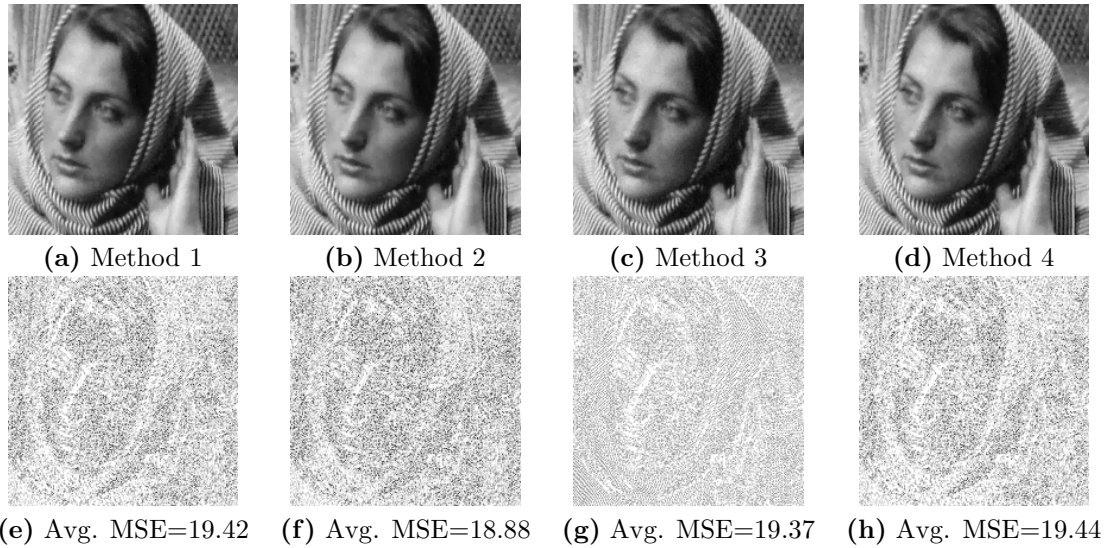 (a) Method 1 (b) Method 2 (c) Method 3 (d) Method 4
(e) Avg. MSE=19.42 (f) Avg. MSE=18.88 (g) Avg. MSE=19.37 (h) Avg. MSE=19.44